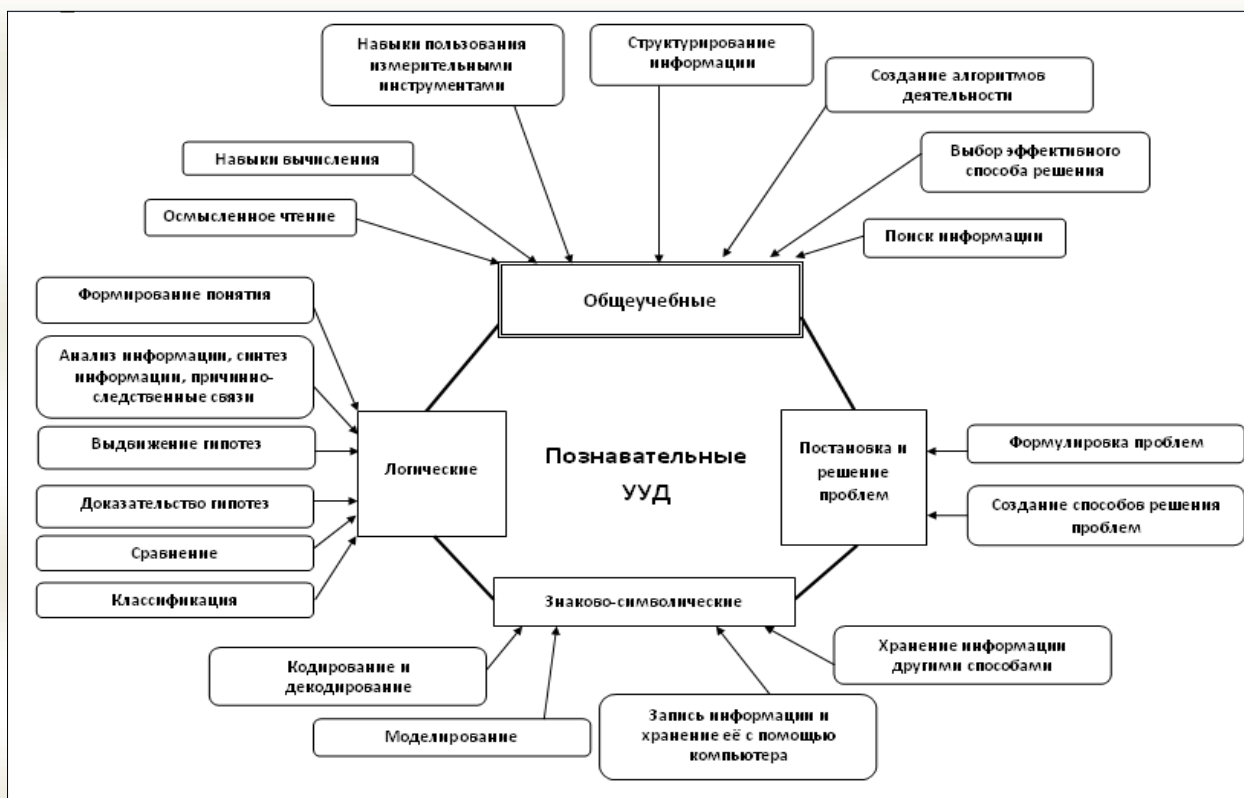 Навыки пользования
измерительными
инструментами
Структурирование
информации
Создание алгоритмов
деятельности
Навыки вычисления
Выбор эффективного
способа решения
Осмысленное чтение
Поиск информации
Общеучебные
Формирование понятия
Анализ информации, синтез
информации, причинно-
следственные связи
Выдвижение гипотез
Доказательство гипотез
Сравнение
Классификация
Логические
Познавательные
УУД
Постановка и
решение
проблем
Формулировка проблем
Создание способов решения
проблем
Знаково-символические
Кодирование и
декодирование
Моделирование
Запись информации и
хранение её с помощью
компьютера
Хранение информации
другими способами